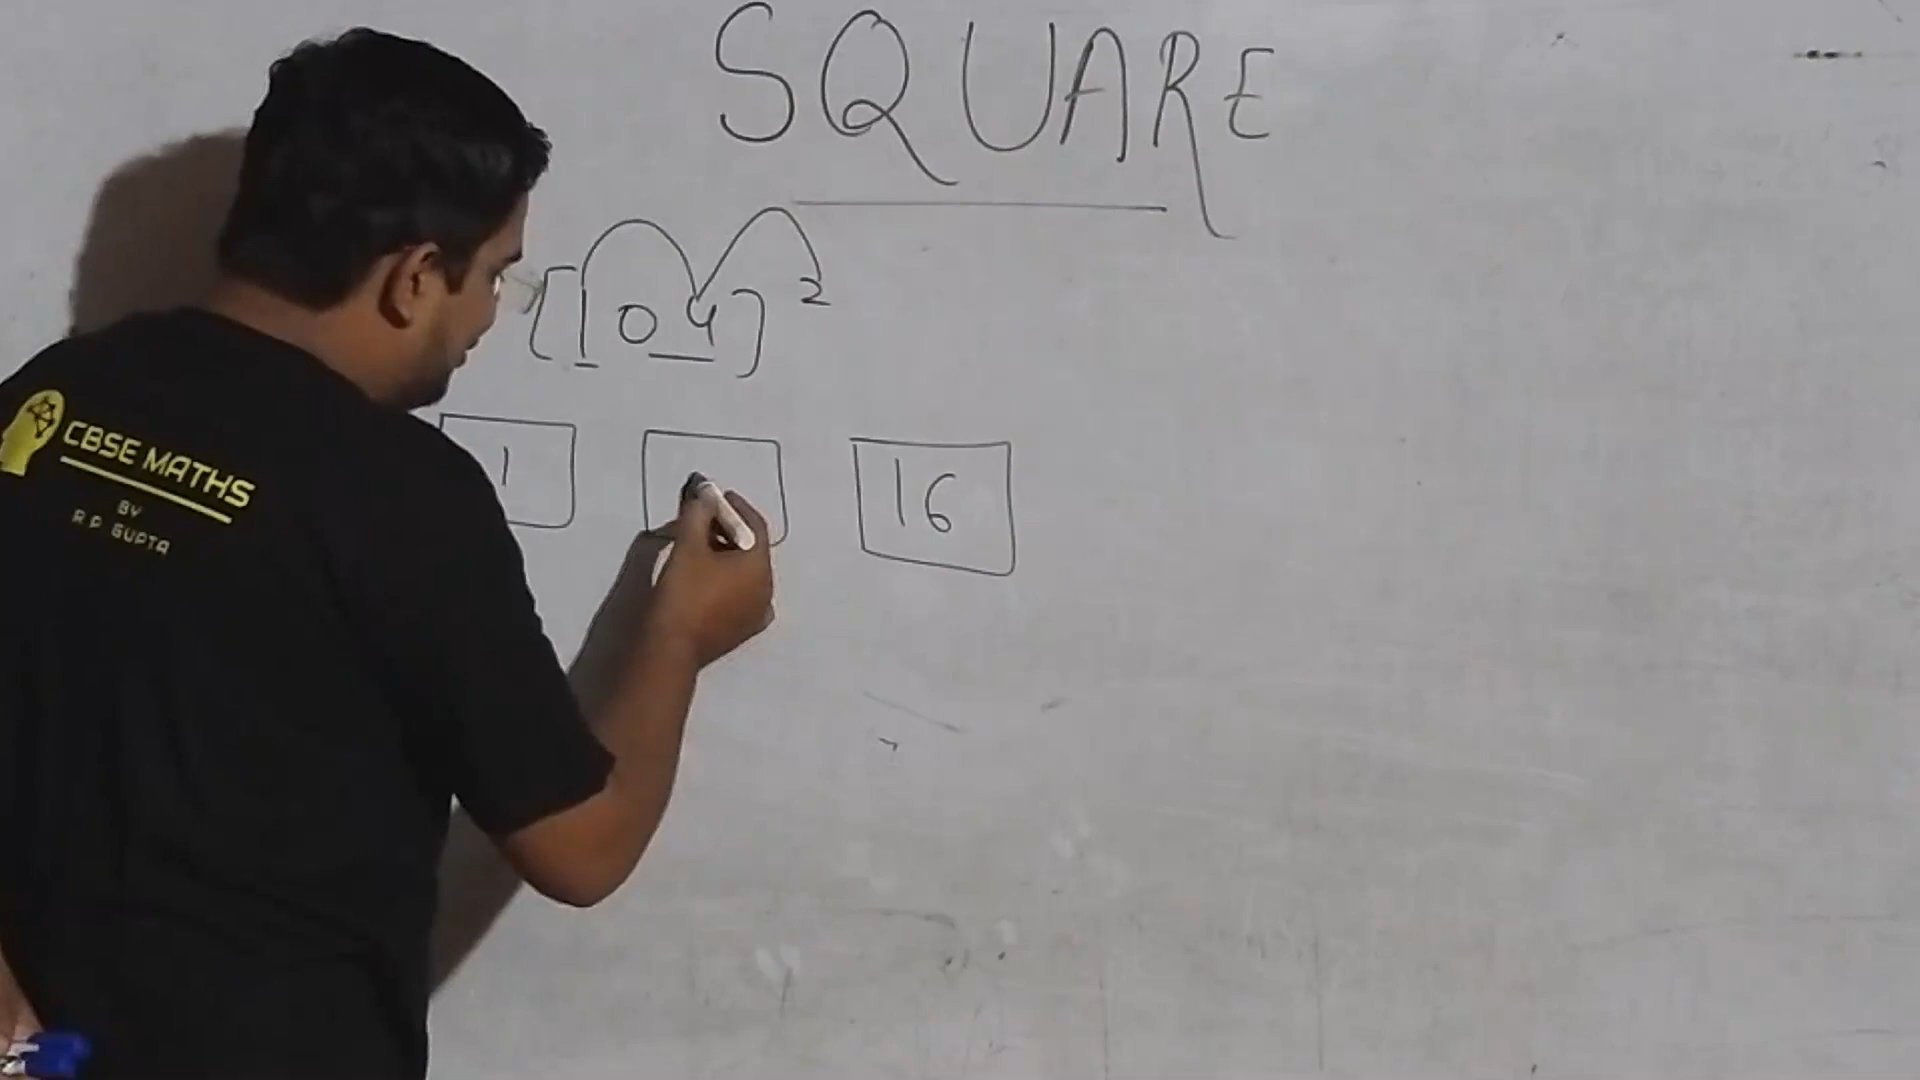 SQUARE
[104]²
1 16
CBSE MATHS
BY
R P GUPTA